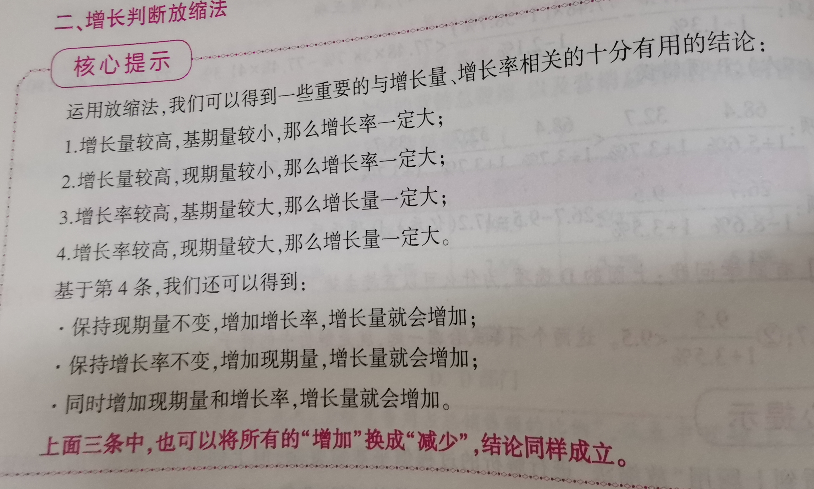 二、增长判断放缩法
核心提示
运用放缩法,我们可以得到一些重要的与增长量、增长率相关的十分有用的结论:
1.增长量较高,基期量较小,那么增长率一定大;
2.增长量较高,现期量较小,那么增长率一定大;
3.增长率较高,基期量较大,那么增长量一定大;
4.增长率较高,现期量较大,那么增长量一定大。
基于第4条,我们还可以得到:
·保持现期量不变,增加增长率,增长量就会增加;
·保持增长率不变,增加现期量,增长量就会增加;
·同时增加现期量和增长率,增长量就会增加。
上面三条中,也可以将所有的“增加”换成“减少”,结论同样成立。